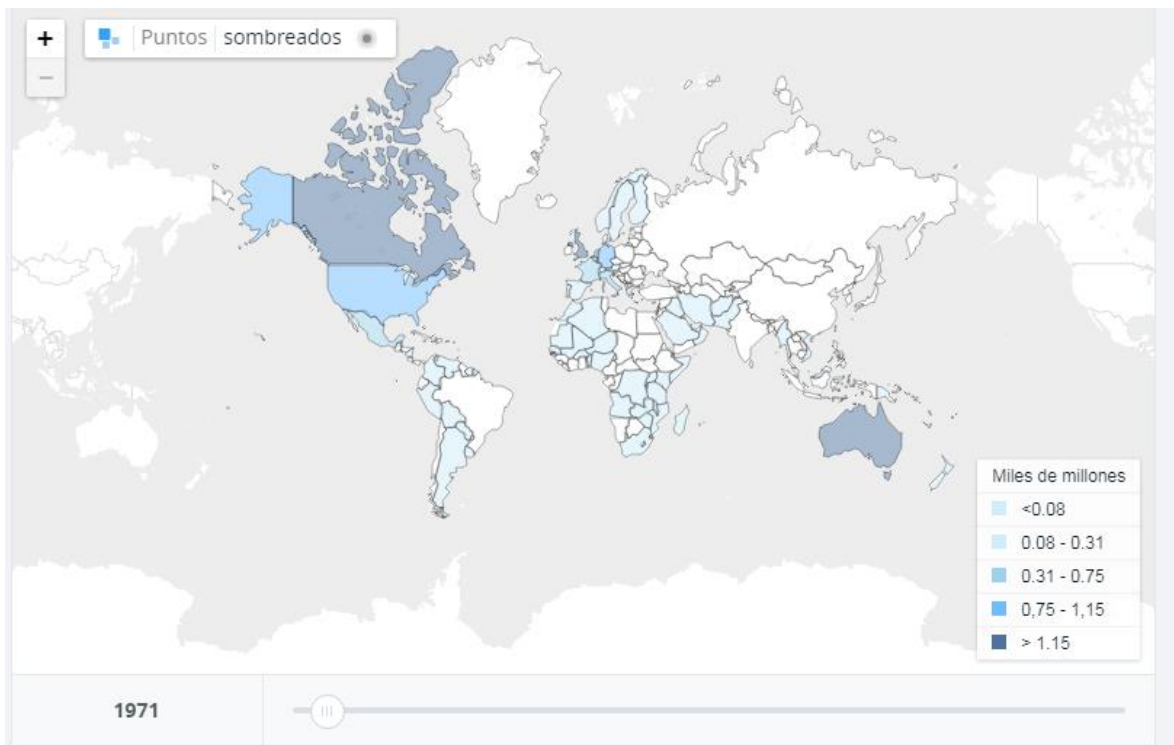 +
−
Puntos sombreados
Miles de millones
<0.08
0.08 - 0.31
0.31 - 0.75
0,75 - 1,15
> 1.15
1971